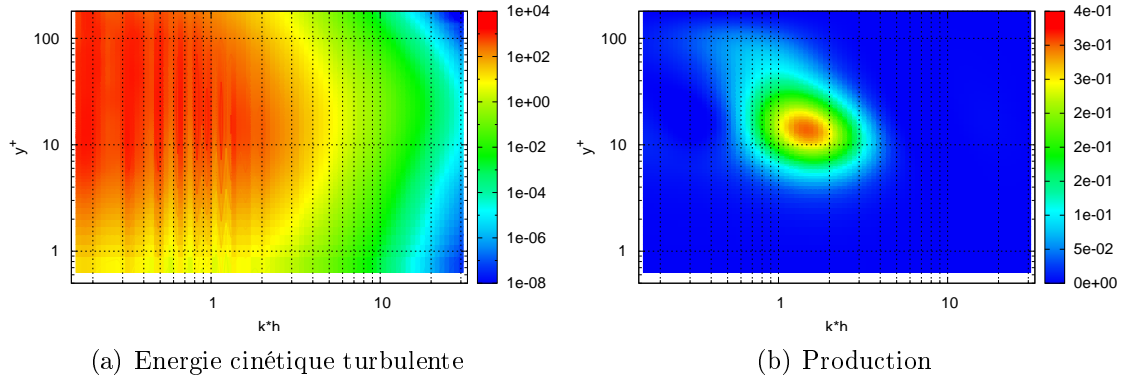 100
10
1
y+
1
10
k*h
1e+04
1e+02
1e+00
1e-02
1e-04
1e-06
1e-08
(a) Energie cinétique turbulente
100
10
1
y+
1
10
k*h
4e-01
3e-01
3e-01
2e-01
2e-01
2e-01
1e-01
5e-02
0e+00
(b) Production